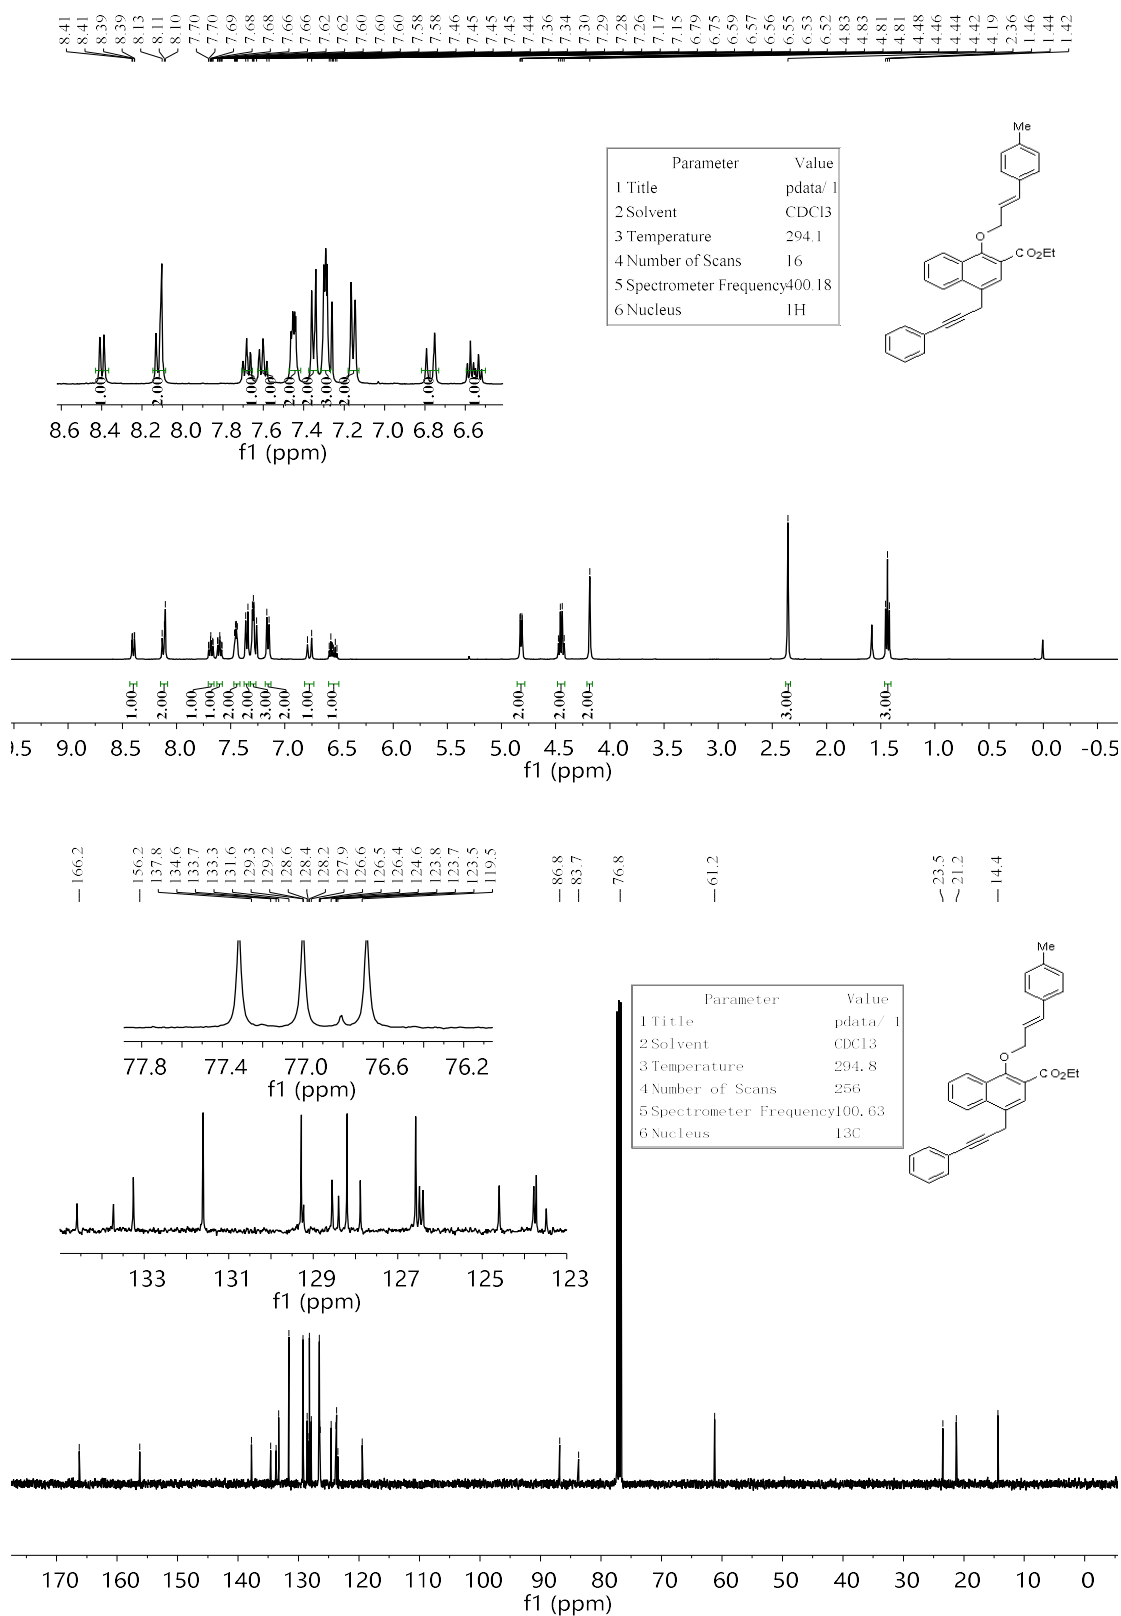 8.41 8.41 8.39 8.39 8.13 8.11 8.10 7.70 7.70 7.69 7.68 7.68 7.66 7.66 7.62 7.62 7.60 7.60 7.60 7.58 7.58 7.46 7.45 7.45 7.45 7.44 7.36 7.34 7.30 7.29 7.28 7.26 7.17 7.15 6.79 6.75 6.59 6.57 6.56 6.55 6.53 6.52 6.52 4.83 4.83 4.81 4.81 4.48 4.46 4.44 4.42 4.19 2.36 1.46 1.44 1.42
Me
Parameter Value
1 Title pdata/ 1
2 Solvent CDCl3
3 Temperature 294.1
4 Number of Scans 16
5 Spectrometer Frequency 400.18
6 Nucleus 1H
O
CO2Et
1.00 2.00 1.00 1.00 2.00 2.00 3.00 2.00 1.00 1.00
8.6 8.4 8.2 8.0 7.8 7.6 7.4 7.2 7.0 6.8 6.6
f1 (ppm)
1.00 2.00 1.00 1.00 2.00 2.00 3.00 2.00 1.00 1.00 2.00 2.00 2.00 3.00 3.00
9.0 8.5 8.0 7.5 7.0 6.5 6.0 5.5 5.0 4.5 4.0 3.5 3.0 2.5 2.0 1.5 1.0 0.5 0.0 -0.5
f1 (ppm)
166.2 156.2 137.8 134.6 133.7 133.3 131.6 129.3 129.2 128.6 128.4 128.2 127.9 126.6 126.5 126.4 124.6 123.8 123.7 123.5 119.5 86.8 83.7 76.8 61.2 23.5 21.2 14.4
Me
Parameter Value
1 Title pdata/ 1
2 Solvent CDCl3
3 Temperature 294.8
4 Number of Scans 256
5 Spectrometer Frequency 100.63
6 Nucleus 13C
O
CO2Et
77.8 77.4 77.0 76.6 76.2
f1 (ppm)
133 131 129 127 125 123
f1 (ppm)
170 160 150 140 130 120 110 100 90 80 70 60 50 40 30 20 10 0
f1 (ppm)